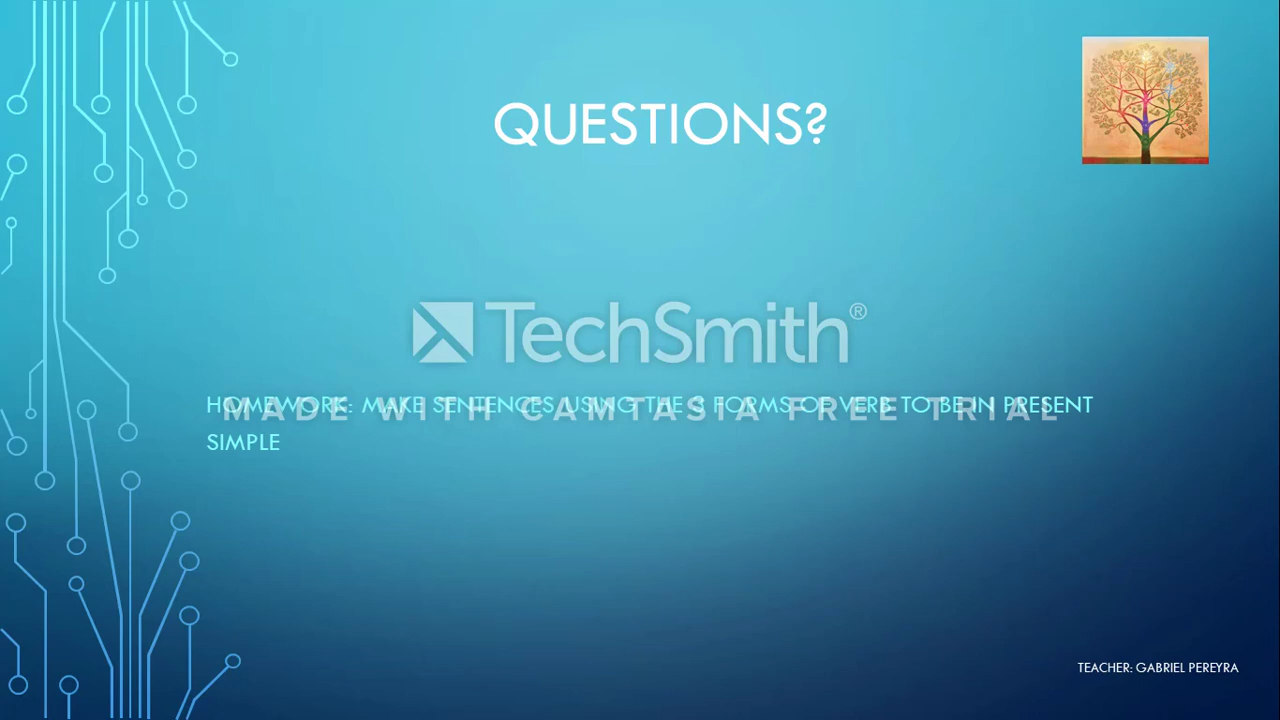 QUESTIONS?
TechSmith®
MADE WITH CAMTASIA FREE TRIAL
HOMEWORK: MAKE SENTENCES USING THE 3 FORMS OF VERB TO BE IN PRESENT
SIMPLE
TEACHER: GABRIEL PEREYRA